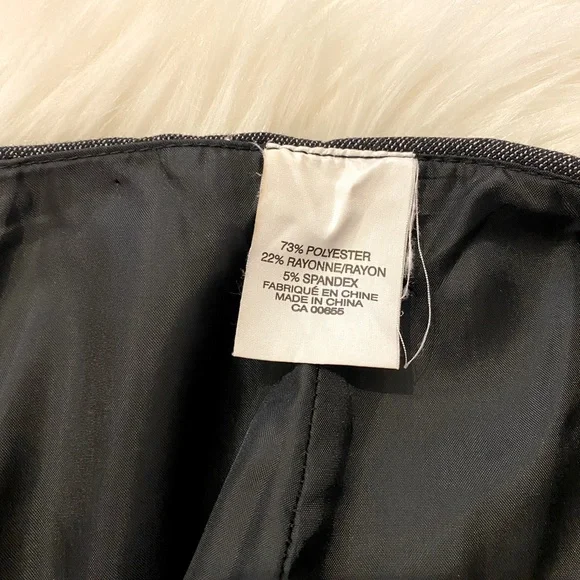 73% POLYESTER
22% RAYONNE/RAYON
5% SPANDEX
FABRIQUÉ EN CHINE
MADE IN CHINA
CA 00655